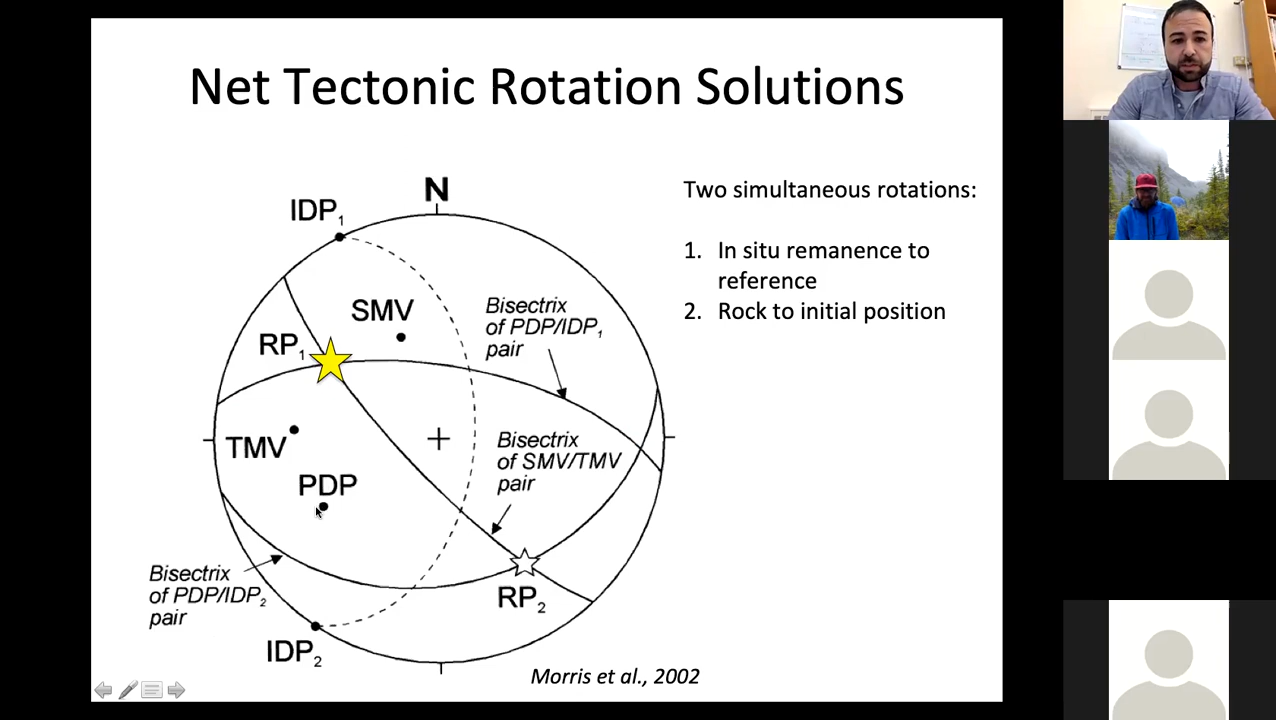 Net Tectonic Rotation Solutions
N
IDP₁
SMV
RP₁
Bisectrix
of PDP/IDP₁
pair
TMV
PDP
Bisectrix
of SMV/TMV
pair
Bisectrix
of PDP/IDP₂
pair
RP₂
IDP₂
Morris et al., 2002
Two simultaneous rotations:
1. In situ remanence to
reference
2. Rock to initial position